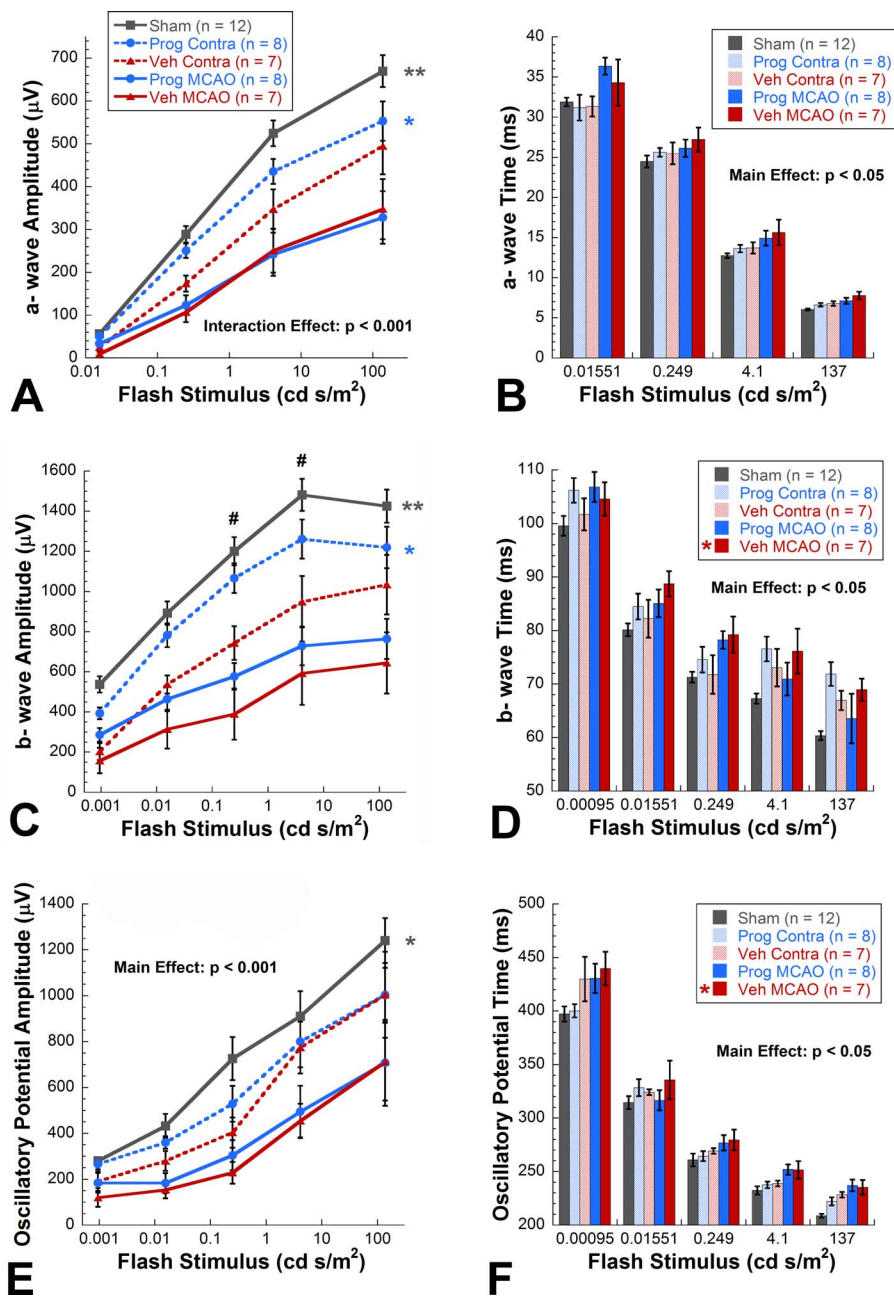 Sham (n = 12)
Prog Contra (n = 8)
Veh Contra (n = 7)
Prog MCAO (n = 8)
Veh MCAO (n = 7)
a- wave Amplitude (µV)
700
600
500
400
300
200
100
0
**
*
Interaction Effect: p < 0.001
0.01 0.1 1 10 100
Flash Stimulus (cd s/m²)
A
Sham (n = 12)
Prog Contra (n = 8)
Veh Contra (n = 7)
Prog MCAO (n = 8)
Veh MCAO (n = 7)
a- wave Time (ms)
40
35
30
25
20
15
10
5
0
Main Effect: p < 0.05
0.01551 0.249 4.1 137
Flash Stimulus (cd s/m²)
B
b- wave Amplitude (µV)
1600
1400
1200
1000
800
600
400
200
0
#
#
**
*
0.001 0.01 0.1 1 10 100
Flash Stimulus (cd s/m²)
C
Sham (n = 12)
Prog Contra (n = 8)
Veh Contra (n = 7)
Prog MCAO (n = 8)
* Veh MCAO (n = 7)
b- wave Time (ms)
110
100
90
80
70
60
50
Main Effect: p < 0.05
0.00095 0.01551 0.249 4.1 137
Flash Stimulus (cd s/m²)
D
Oscillatory Potential Amplitude (µV)
1400
1200
1000
800
600
400
200
0
*
Main Effect: p < 0.001
0.001 0.01 0.1 1 10 100
Flash Stimulus (cd s/m²)
E
Sham (n = 12)
Prog Contra (n = 8)
Veh Contra (n = 7)
Prog MCAO (n = 8)
* Veh MCAO (n = 7)
Oscillatory Potential Time (ms)
500
450
400
350
300
250
200
Main Effect: p < 0.05
0.00095 0.01551 0.249 4.1 137
Flash Stimulus (cd s/m²)
F